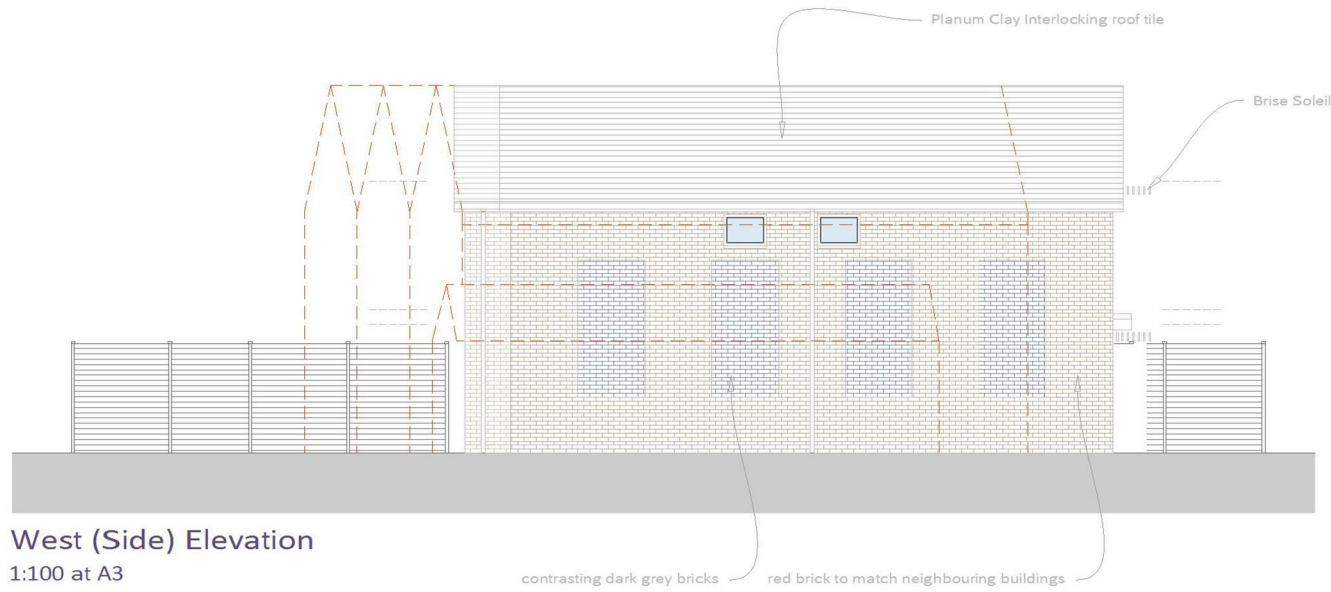 Planum Clay Interlocking roof tile
Brise Soleil
West (Side) Elevation
1:100 at A3
contrasting dark grey bricks
red brick to match neighbouring buildings